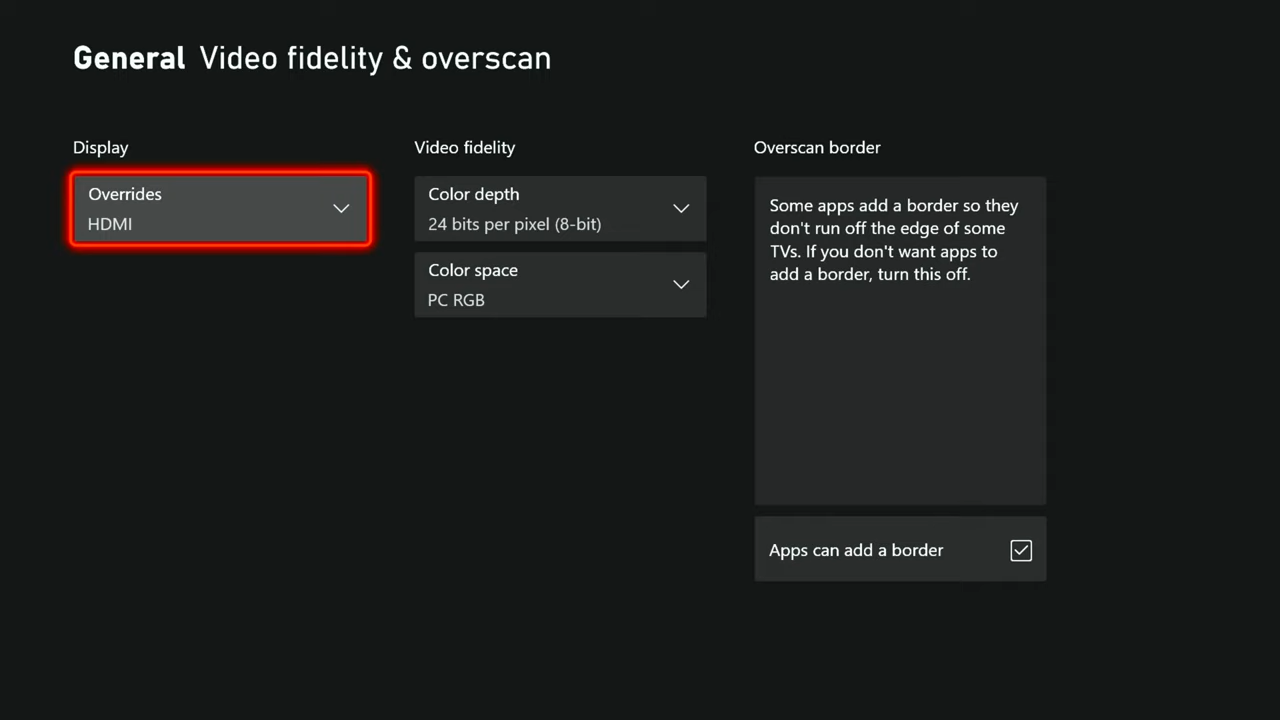 General Video fidelity & overscan
Display
Overrides
HDMI
Video fidelity
Color depth
24 bits per pixel (8-bit)
Color space
PC RGB
Overscan border
Some apps add a border so they
don't run off the edge of some
TVs. If you don't want apps to
add a border, turn this off.
Apps can add a border